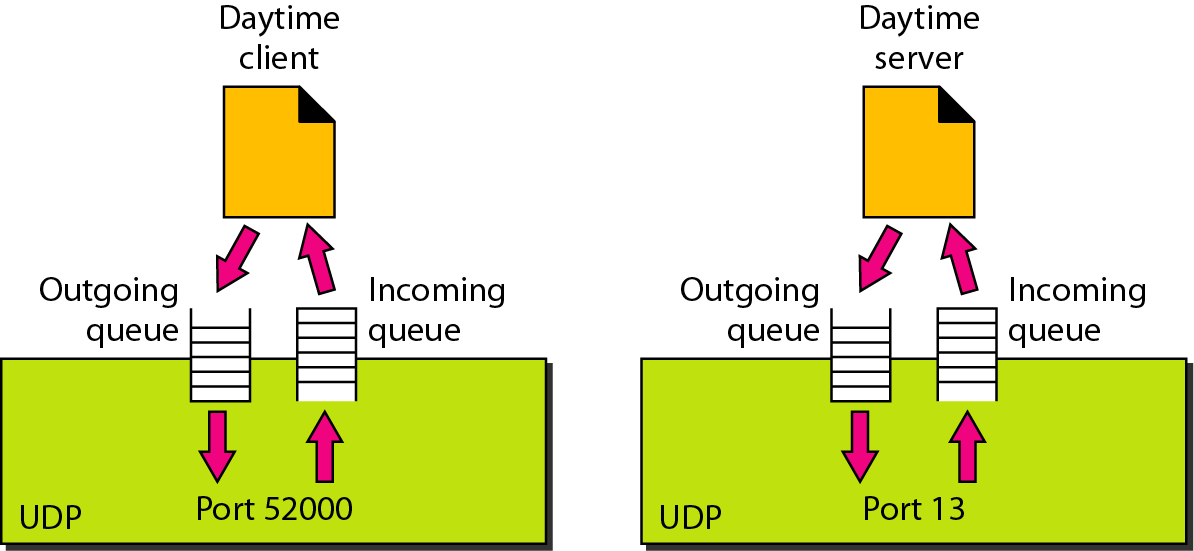 Daytime
client
Outgoing
queue
Incoming
queue
UDP
Port 52000
Daytime
server
Outgoing
queue
Incoming
queue
UDP
Port 13